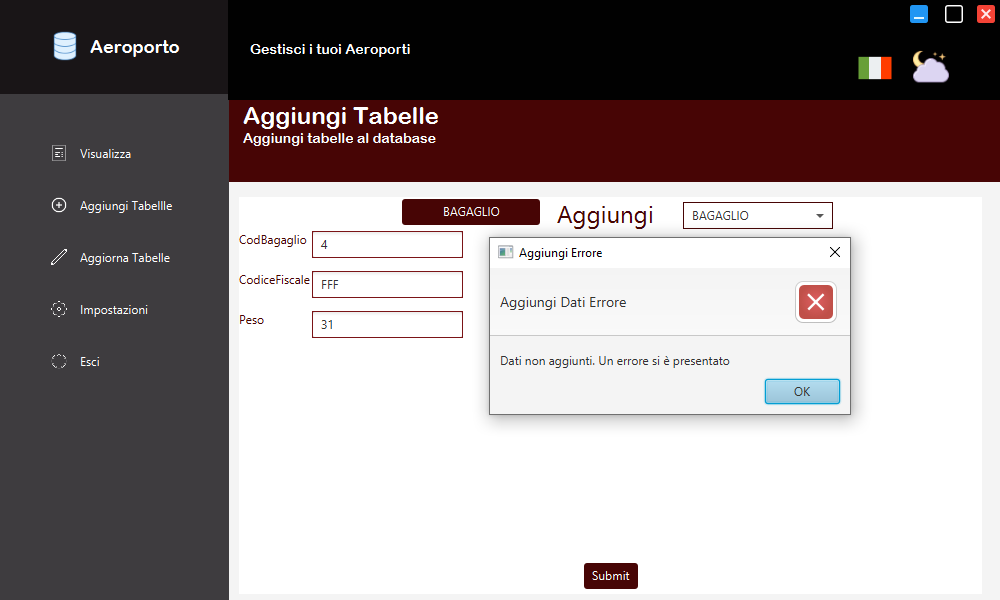 Aeroporto
Gestisci i tuoi Aeroporti
Aggiungi Tabelle
Aggiungi tabelle al database
Visualizza
Aggiungi Tabellle
Aggiorna Tabelle
Impostazioni
Esci
BAGAGLIO
Aggiungi
BAGAGLIO
CodBagaglio
4
CodiceFiscale
FFF
Peso
31
Aggiungi Errore
Aggiungi Dati Errore
Dati non aggiunti. Un errore si è presentato
OK
Submit